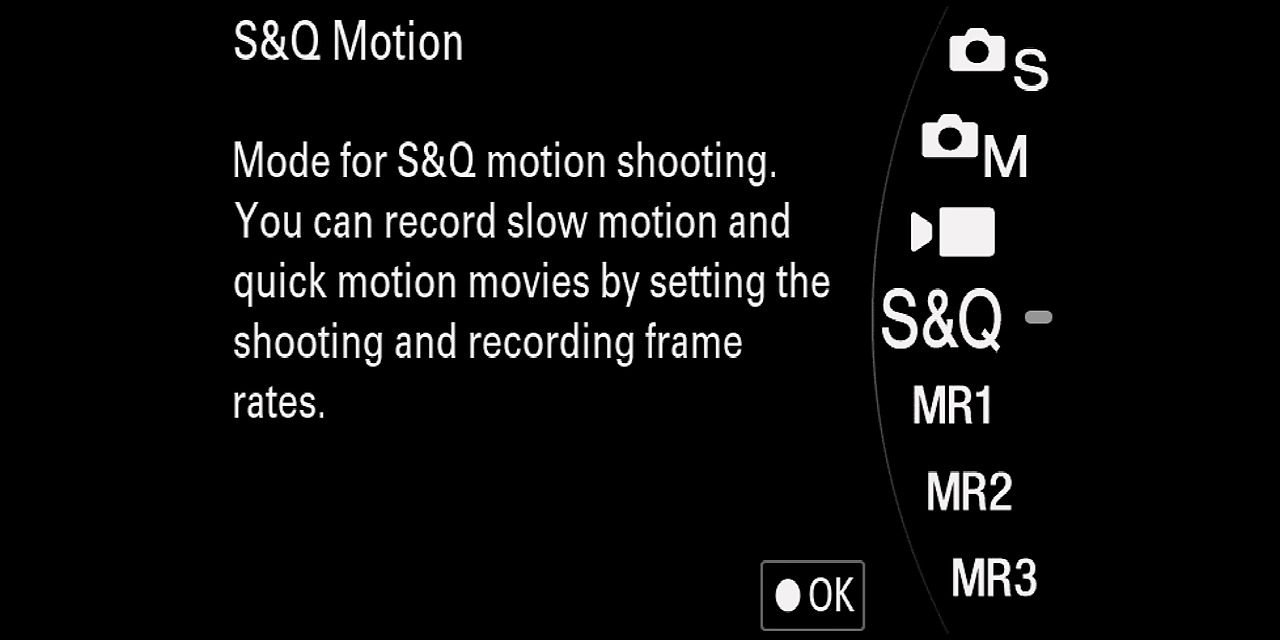 S&Q Motion
Mode for S&Q motion shooting.
You can record slow motion and
quick motion movies by setting the
shooting and recording frame
rates.
S
M
S&Q
MR1
MR2
MR3
OK